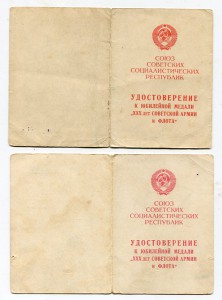 СОЮЗ
СОВЕТСКИХ
СОЦИАЛИСТИЧЕСКИХ
РЕСПУБЛИК
УДОСТОВЕРЕНИЕ
К ЮБИЛЕЙНОЙ МЕДАЛИ
„XXX лет СОВЕТСКОЙ АРМИИ
и ФЛОТА“
СОЮЗ
СОВЕТСКИХ
СОЦИАЛИСТИЧЕСКИХ
РЕСПУБЛИК
УДОСТОВЕРЕНИЕ
К ЮБИЛЕЙНОЙ МЕДАЛИ
„XXX лет СОВЕТСКОЙ АРМИИ
и ФЛОТА“